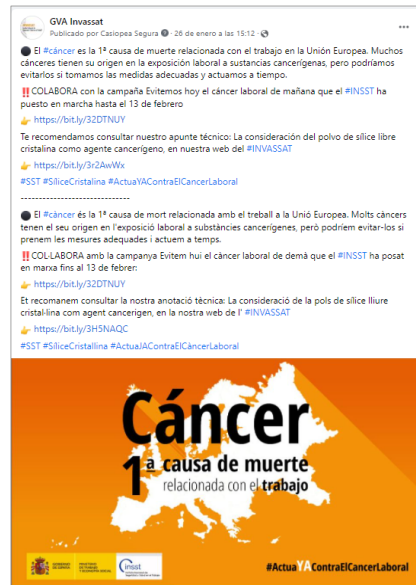 GVA Invassat
Publicado por Casiopea Segura · 26 de enero a las 15:12 ·
El #cáncer es la 1ª causa de muerte relacionada con el trabajo en la Unión Europea. Muchos
cánceres tienen su origen en la exposición laboral a sustancias cancerígenas, pero podríamos
evitarlos si tomamos las medidas adecuadas y actuamos a tiempo.
‼COLABORA con la campaña Evitemos hoy el cáncer laboral de mañana que el #INSST ha
puesto en marcha hasta el 13 de febrero
👉 https://bit.ly/32DTNUY
Te recomendamos consultar nuestro apunte técnico: La consideración del polvo de sílice libre
cristalina como agente cancerígeno, en nuestra web del #INVASSAT
👉 https://bit.ly/3r2AwWx
#SST #SíliceCristalina #ActuaYAContraElCancerLaboral
------------------------------
El #càncer és la 1ª causa de mort relacionada amb el treball a la Unió Europea. Molts càncers
tenen el seu origen en l'exposició laboral a substàncies cancerígenes, però podríem evitar-los si
prenem les mesures adequades i actuem a temps.
‼COL·LABORA amb la campanya Evitem hui el càncer laboral de demà que el #INSST ha posat
en marxa fins al 13 de febrer:
👉 https://bit.ly/32DTNUY
Et recomanem consultar la nostra anotació tècnica: La consideració de la pols de sílice lliure
cristal·lina com agent cancerigen, en la nostra web de l' #INVASSAT
👉 https://bit.ly/3H5NAQC
#SST #SíliceCristallina #ActuaJAContraElCàncerLaboral
Cáncer
1ª causa de muerte
relacionada con el trabajo
GOBIERNO
DE ESPAÑA
MINISTERIO
DE TRABAJO
Y ECONOMÍA SOCIAL
insst
#ActuaYAContraElCancerLaboral